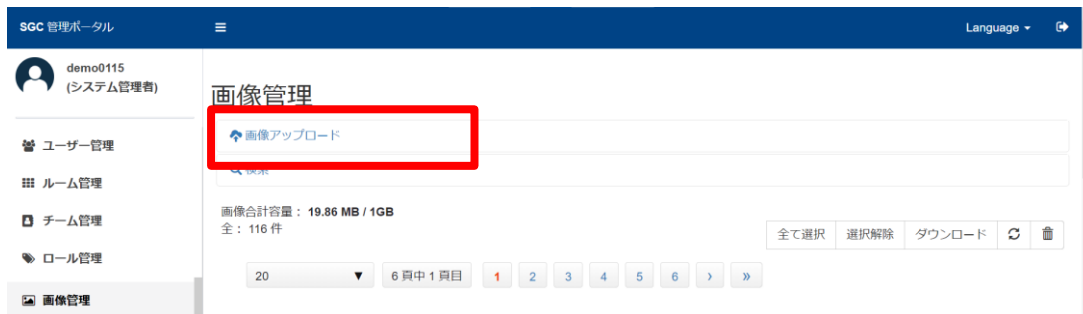 SGC 管理ポータル
Language
demo0115
(システム管理者)
画像管理
画像アップロード
検索
ユーザー管理
ルーム管理
チーム管理
ロール管理
画像管理
画像合計容量： 19.86 MB / 1GB
全： 116 件
全て選択 選択解除 ダウンロード
20 ▼ 6 頁中 1 頁目 1 2 3 4 5 6 › »